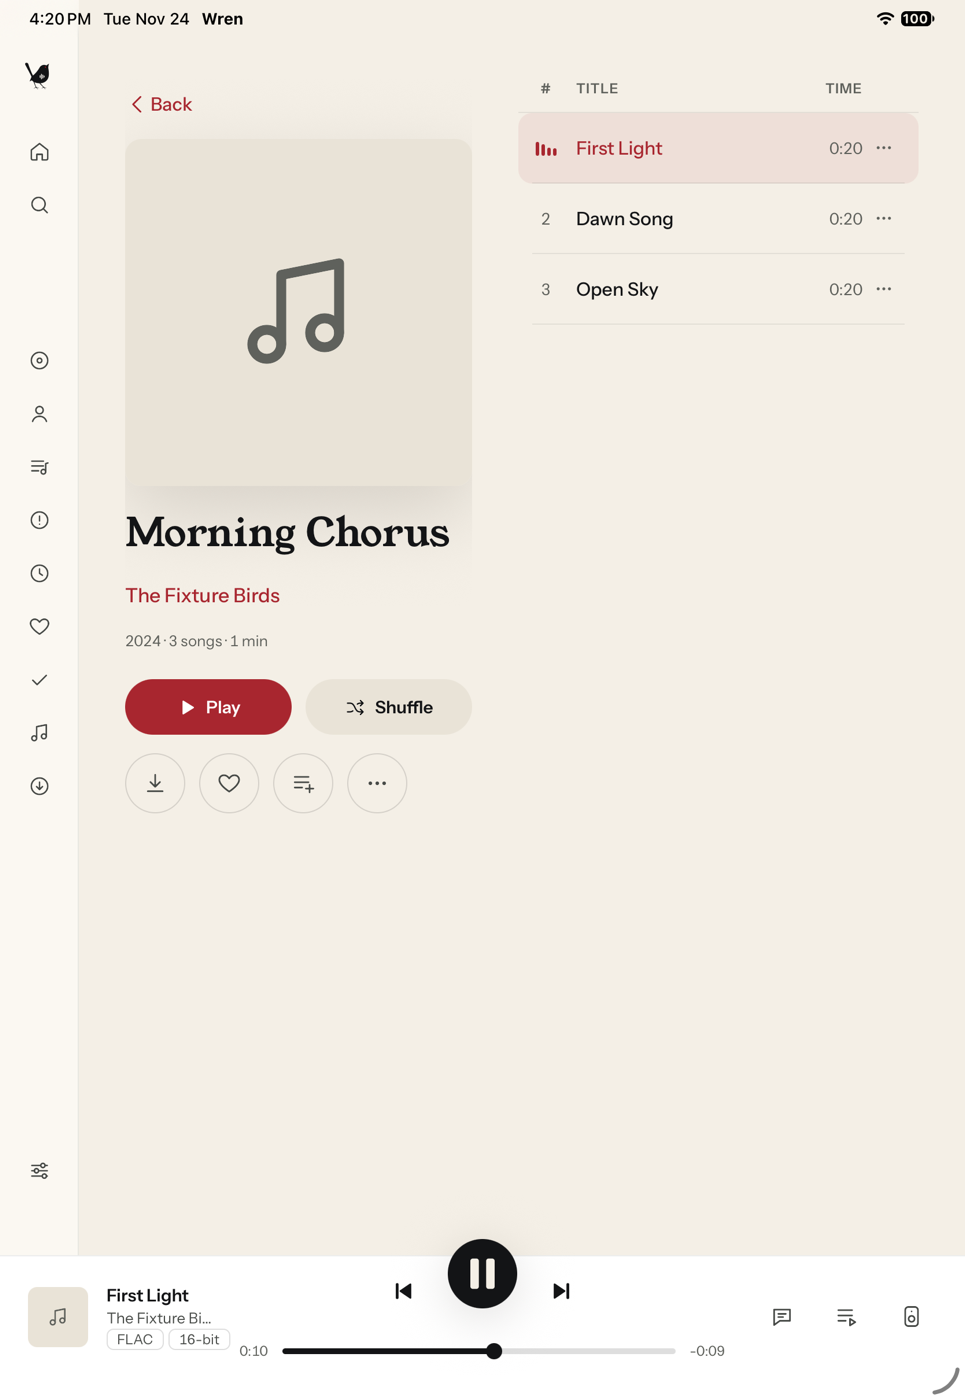 4:20 PM Tue Nov 24 Wren
100
Back
Morning Chorus
The Fixture Birds
2024 · 3 songs · 1 min
Play
Shuffle
# TITLE TIME
First Light 0:20
2 Dawn Song 0:20
3 Open Sky 0:20
First Light
The Fixture Bi...
FLAC 16-bit
0:10
-0:09